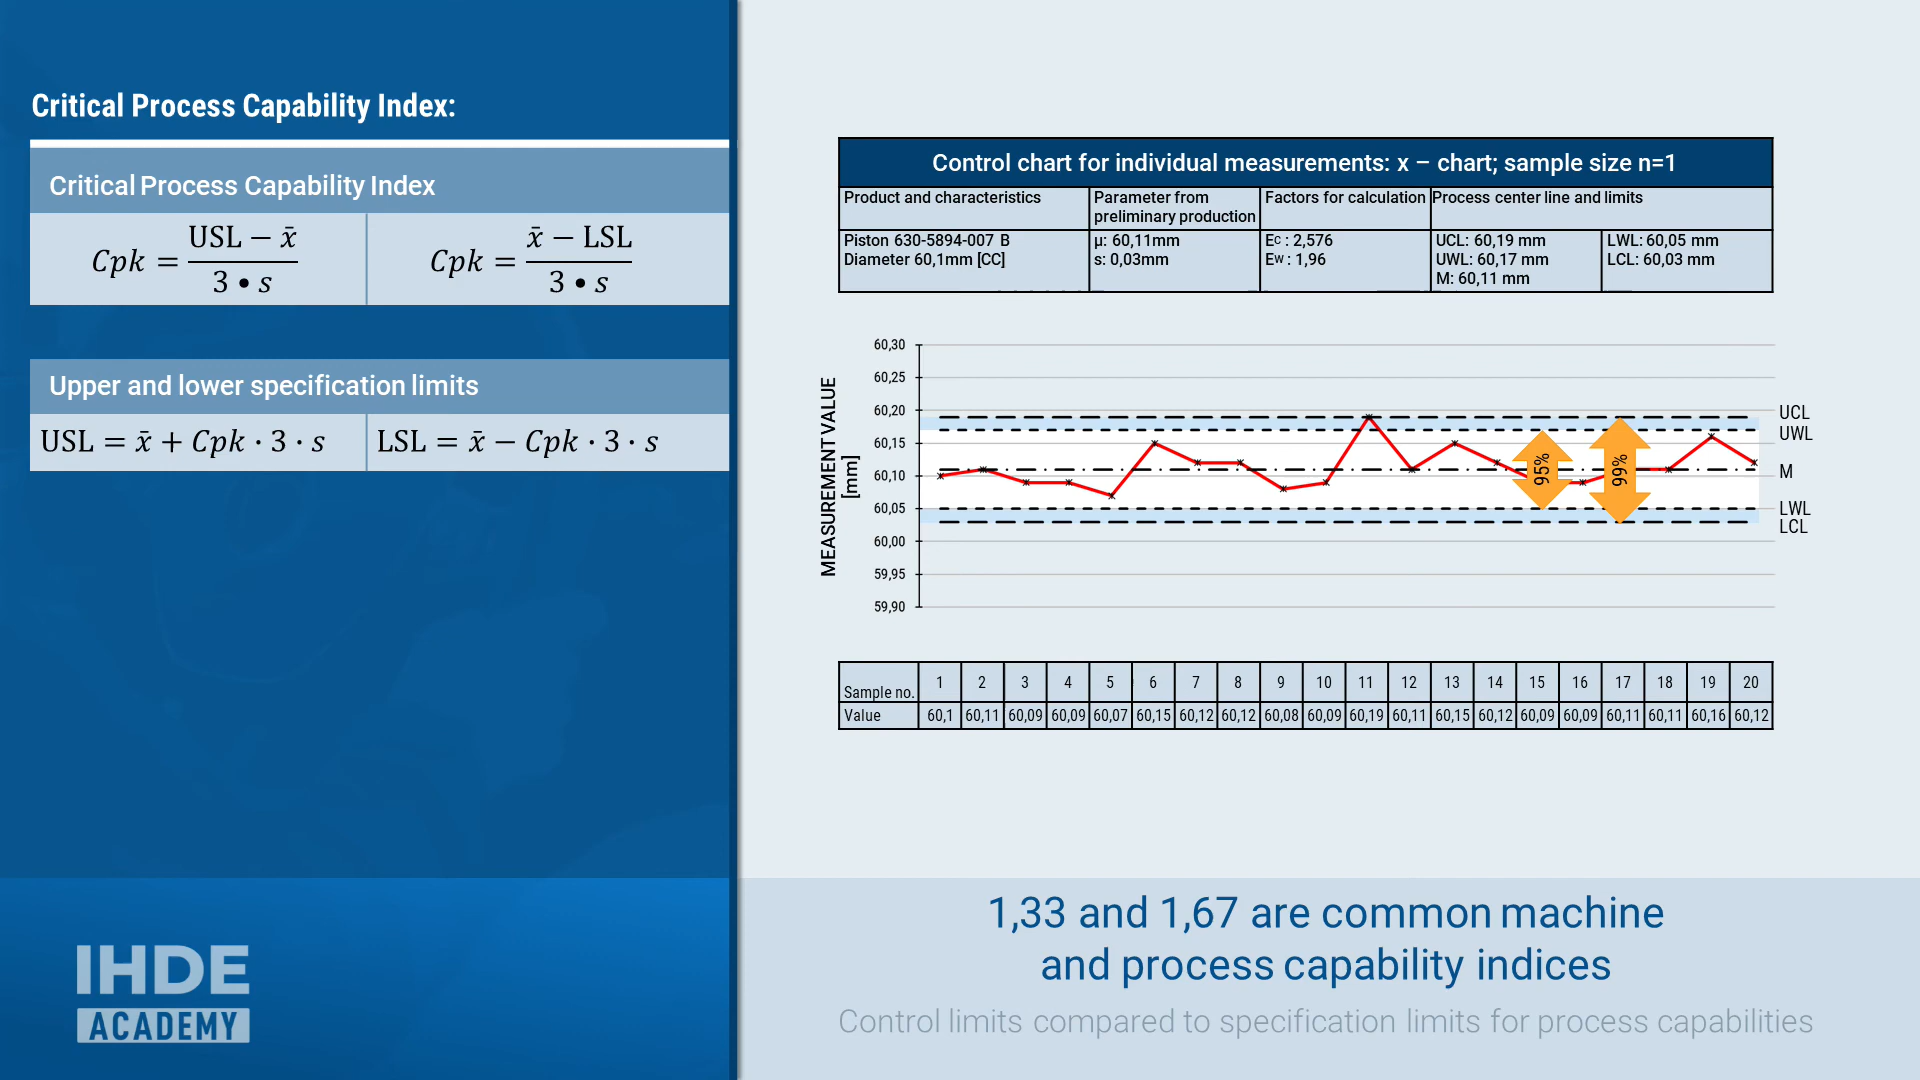 Critical Process Capability Index:
Critical Process Capability Index
Cpk = (USL − x̄) / (3 • s)
Cpk = (x̄ − LSL) / (3 • s)
Upper and lower specification limits
USL = x̄ + Cpk · 3 · s
LSL = x̄ − Cpk · 3 · s
IHDE
ACADEMY
Control chart for individual measurements: x – chart; sample size n=1
Product and characteristics
Parameter from
preliminary production
Factors for calculation
Process center line and limits
Piston 630-5894-007 B
Diameter 60,1mm [CC]
µ: 60,11mm
s: 0,03mm
EC : 2,576
EW : 1,96
UCL: 60,19 mm
UWL: 60,17 mm
M: 60,11 mm
LWL: 60,05 mm
LCL: 60,03 mm
MEASUREMENT VALUE
[mm]
60,30
60,25
60,20
60,15
60,10
60,05
60,00
59,95
59,90
95%
99%
UCL
UWL
M
LWL
LCL
Sample no. 1 2 3 4 5 6 7 8 9 10 11 12 13 14 15 16 17 18 19 20
Value 60,1 60,11 60,09 60,09 60,07 60,15 60,12 60,12 60,08 60,09 60,19 60,11 60,15 60,12 60,09 60,09 60,11 60,11 60,16 60,12
1,33 and 1,67 are common machine
and process capability indices
Control limits compared to specification limits for process capabilities